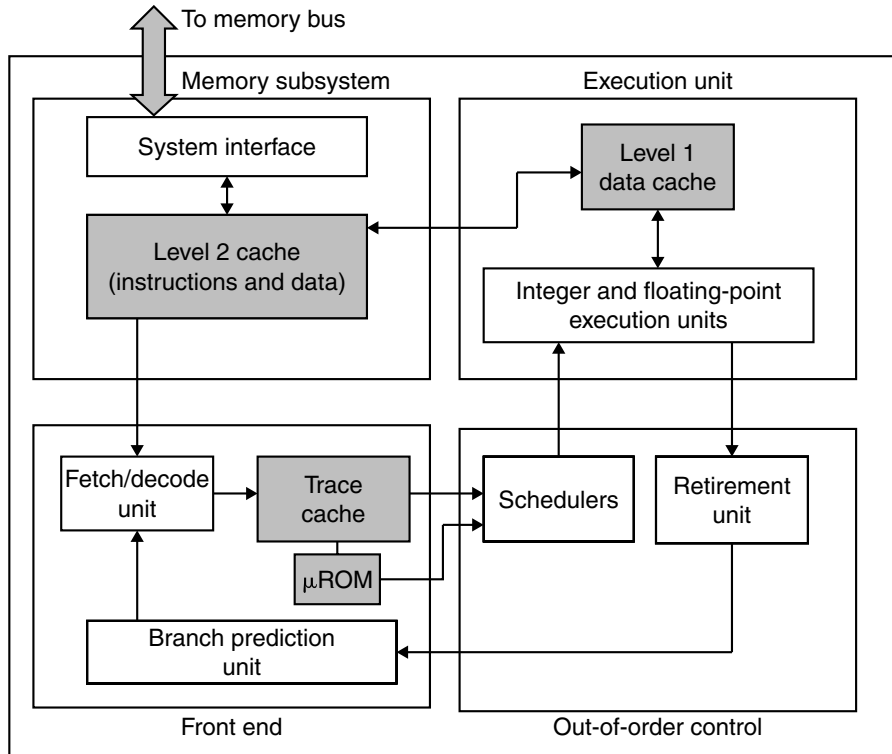 To memory bus
Memory subsystem
Execution unit
System interface
Level 1
data cache
Level 2 cache
(instructions and data)
Integer and floating-point
execution units
Fetch/decode
unit
Trace
cache
Schedulers
Retirement
unit
μROM
Branch prediction
unit
Front end
Out-of-order control